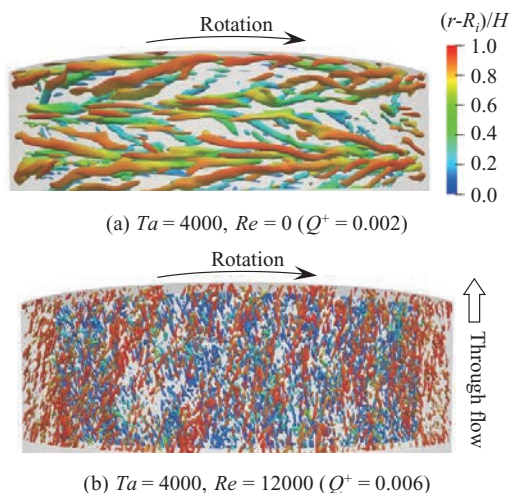 Rotation
(r-R_i)/H
1.0
0.8
0.6
0.4
0.2
0.0
(a) Ta = 4000, Re = 0 (Q⁺ = 0.002)
Rotation
Through flow
(b) Ta = 4000, Re = 12000 (Q⁺ = 0.006)